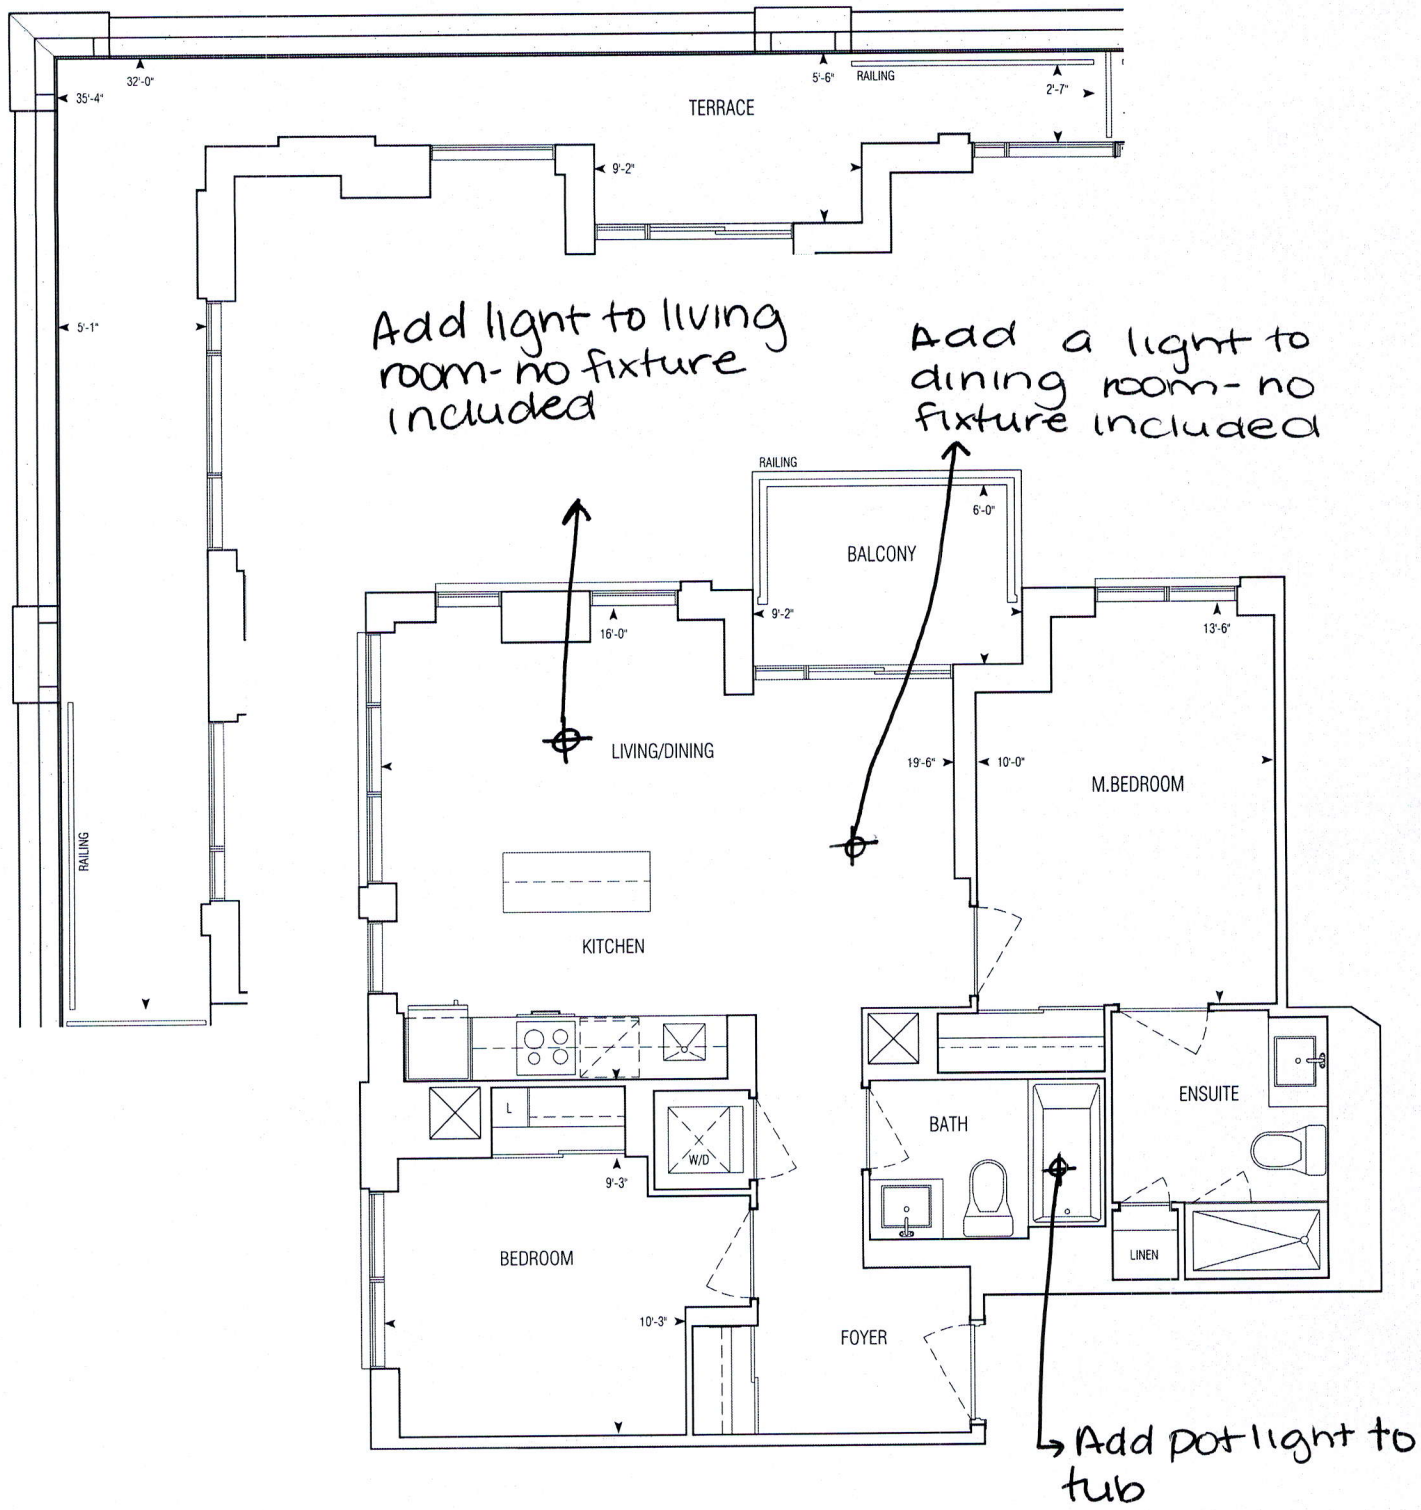 32'-0"
35'-4"
TERRACE
5'-6"
RAILING
2'-7"
9'-2"
5'-1"
Add light to living
room- no fixture
included
Add a light to
dining room- no
fixture included
RAILING
6'-0"
BALCONY
9'-2"
16'-0"
13'-6"
LIVING/DINING
19'-6"
10'-0"
M.BEDROOM
RAILING
KITCHEN
L
W/D
BATH
ENSUITE
9'-3"
BEDROOM
LINEN
10'-3"
FOYER
Add potlight to
tub